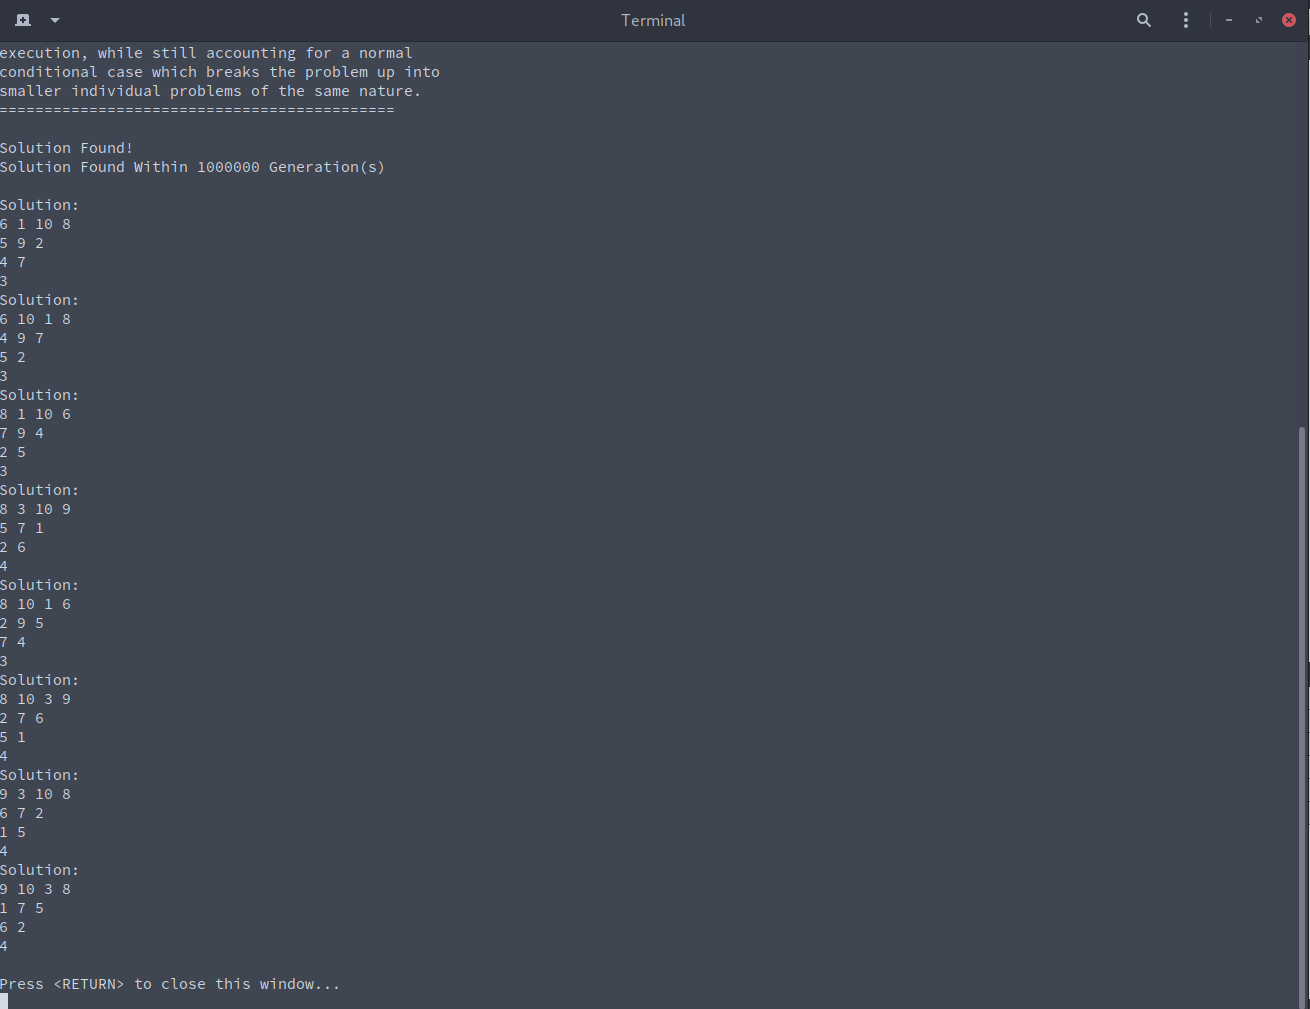 Terminal
execution, while still accounting for a normal
conditional case which breaks the problem up into
smaller individual problems of the same nature.
============================================
Solution Found!
Solution Found Within 1000000 Generation(s)
Solution:
6 1 10 8
5 9 2
4 7
3
Solution:
6 10 1 8
4 9 7
5 2
3
Solution:
8 1 10 6
7 9 4
2 5
3
Solution:
8 3 10 9
5 7 1
2 6
4
Solution:
8 10 1 6
2 9 5
7 4
3
Solution:
8 10 3 9
2 7 6
5 1
4
Solution:
9 3 10 8
6 7 2
1 5
4
Solution:
9 10 3 8
1 7 5
6 2
4
Press <RETURN> to close this window...